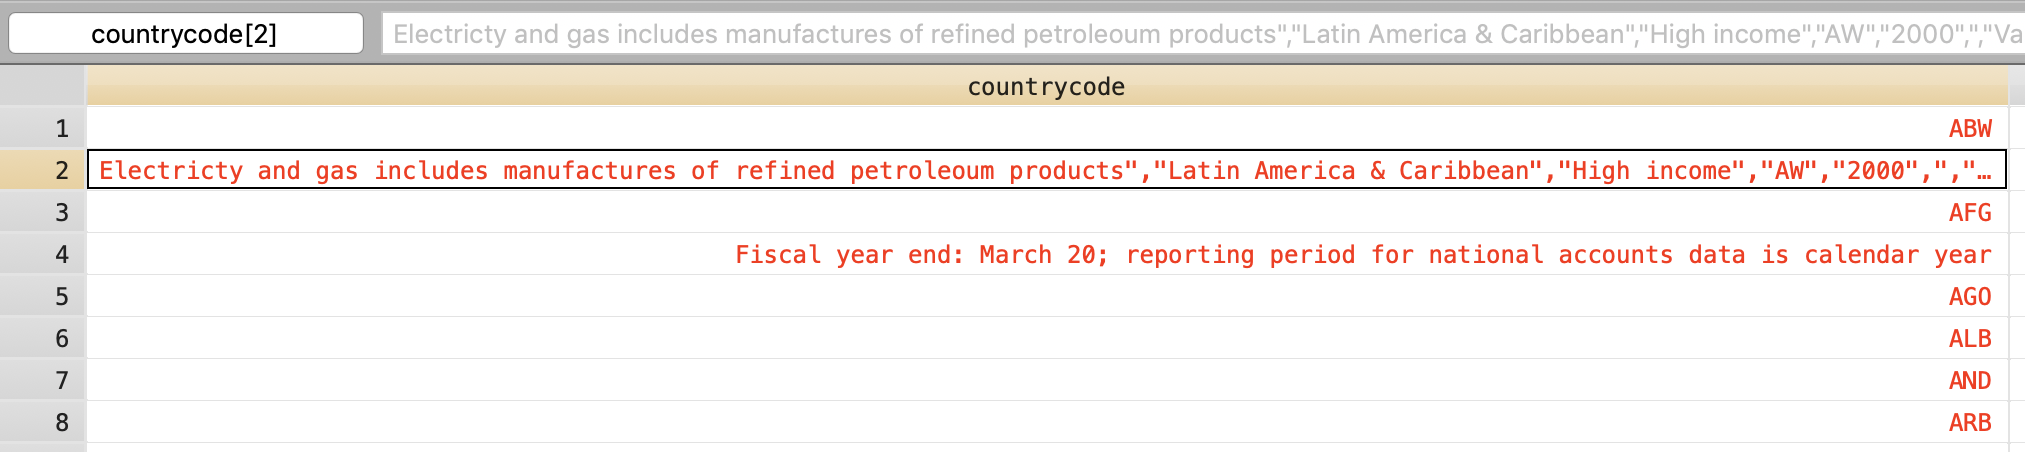 countrycode[2] Electricty and gas includes manufactures of refined petroleoum products","Latin America & Caribbean","High income","AW","2000",","Va
countrycode
1 ABW
2 Electricty and gas includes manufactures of refined petroleoum products","Latin America & Caribbean","High income","AW","2000",","…
3 AFG
4 Fiscal year end: March 20; reporting period for national accounts data is calendar year
5 AGO
6 ALB
7 AND
8 ARB